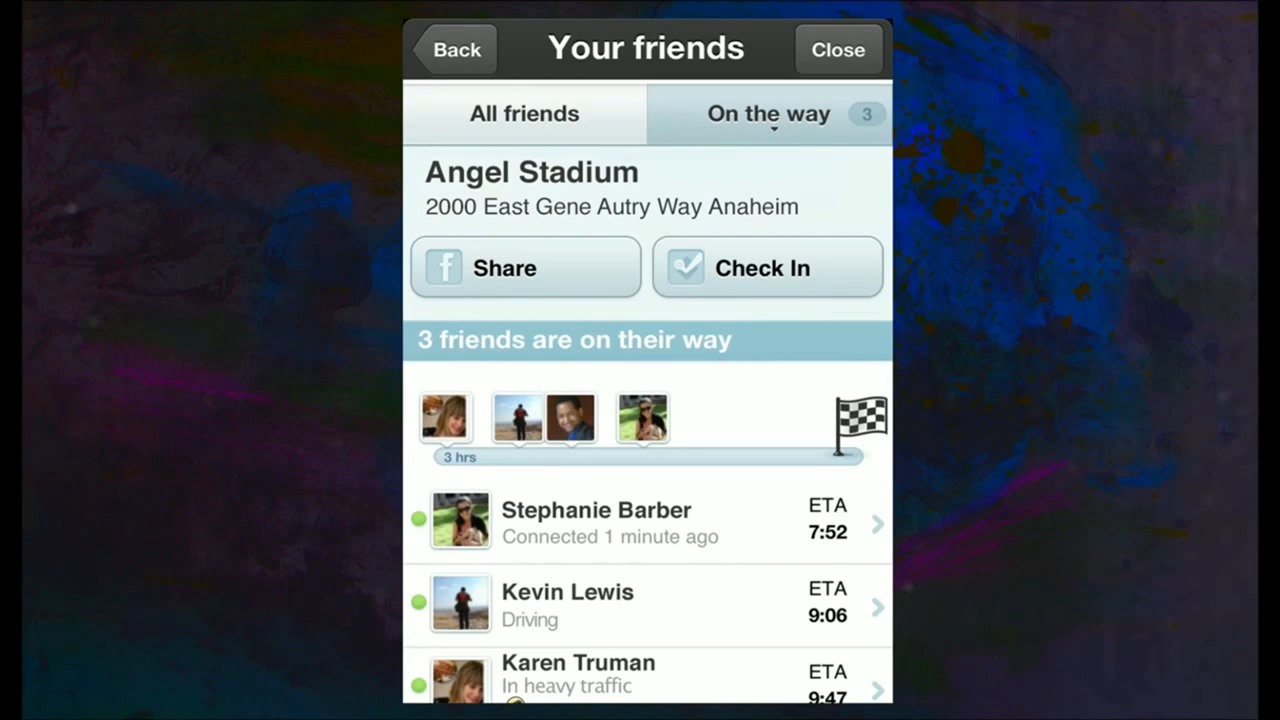 Back
Your friends
Close
All friends
On the way
3
Angel Stadium
2000 East Gene Autry Way Anaheim
f
Share
Check In
3 friends are on their way
3 hrs
Stephanie Barber
Connected 1 minute ago
ETA
7:52
Kevin Lewis
Driving
ETA
9:06
Karen Truman
In heavy traffic
ETA
9:47